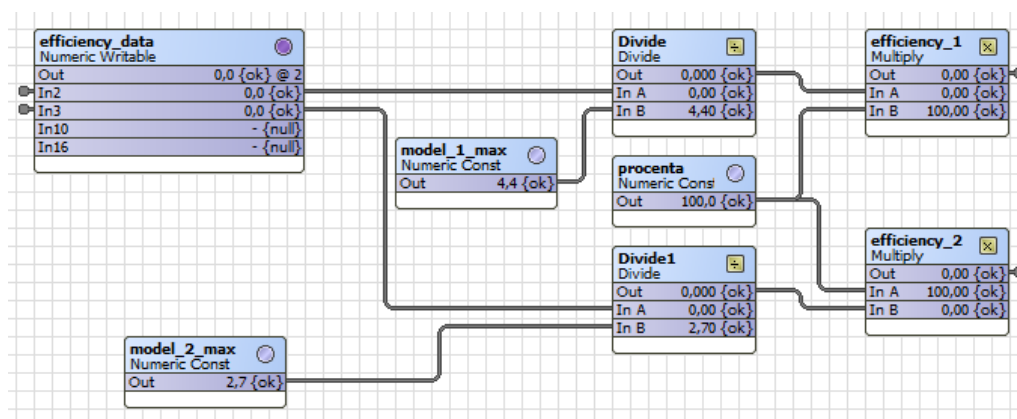 efficiency_data
Numeric Writable
Out 0,0 {ok} @ 2
In2 0,0 {ok}
In3 0,0 {ok}
In10 - {null}
In16 - {null}
model_1_max
Numeric Const
Out 4,4 {ok}
Divide
Divide
Out 0,000 {ok}
In A 0,00 {ok}
In B 4,40 {ok}
procenta
Numeric Const
Out 100,0 {ok}
efficiency_1
Multiply
Out 0,00 {ok}
In A 0,00 {ok}
In B 100,00 {ok}
Divide1
Divide
Out 0,000 {ok}
In A 0,00 {ok}
In B 2,70 {ok}
efficiency_2
Multiply
Out 0,00 {ok}
In A 100,00 {ok}
In B 0,00 {ok}
model_2_max
Numeric Const
Out 2,7 {ok}